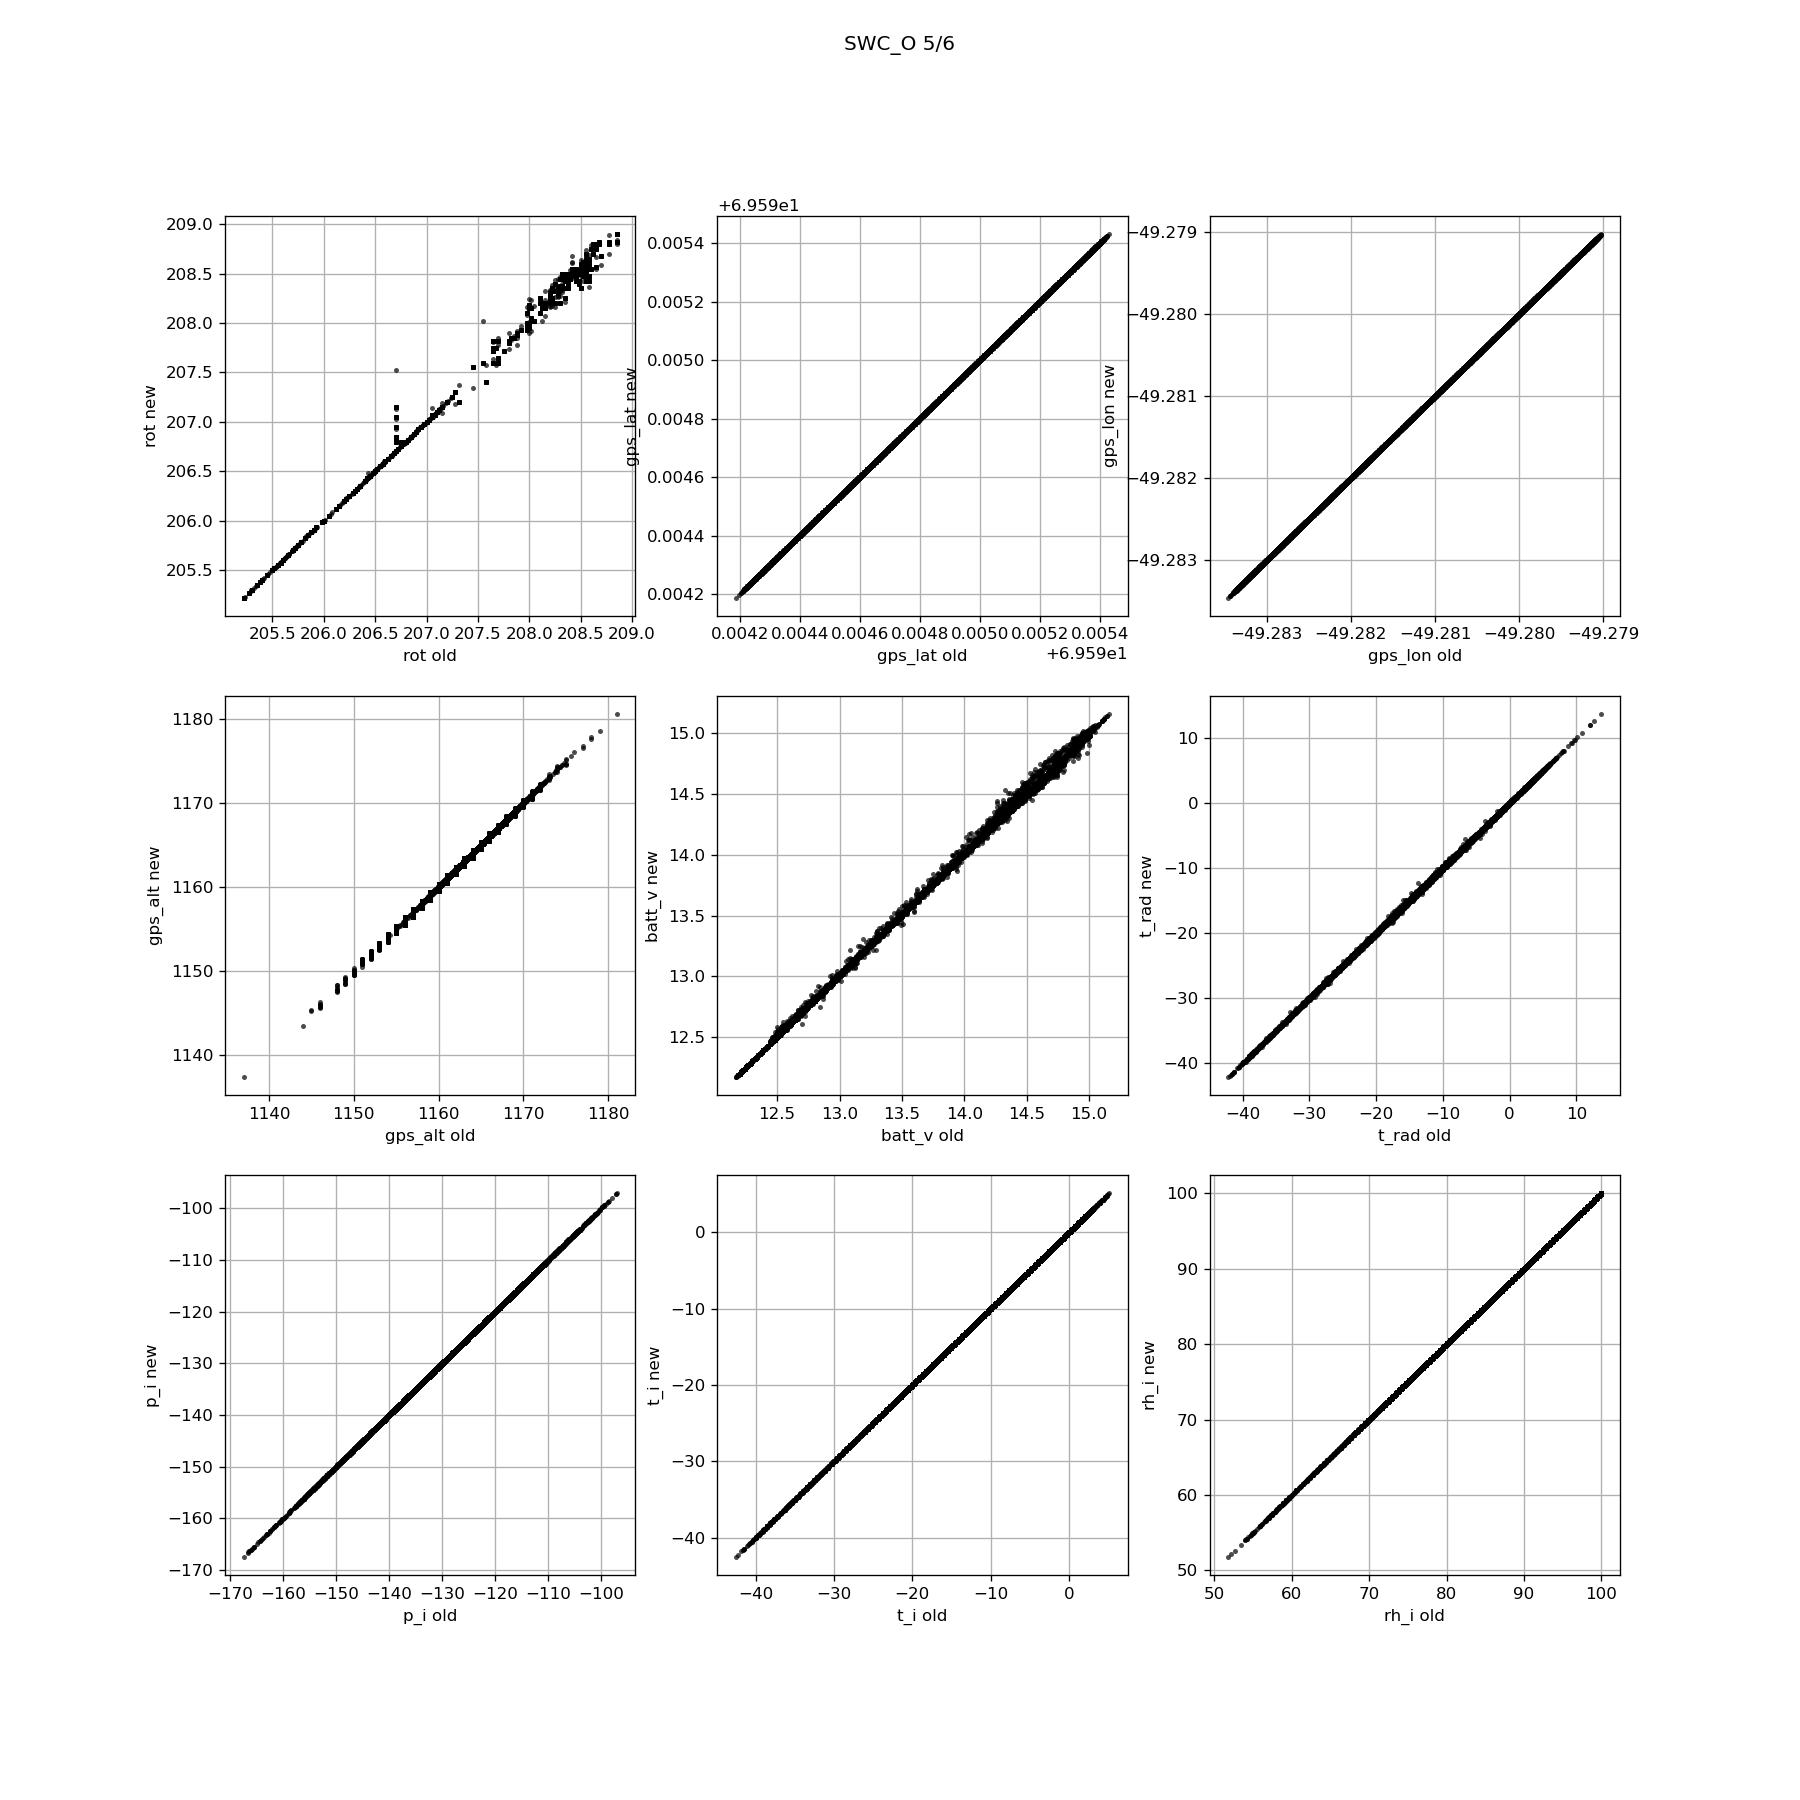 SWC_O 5/6
+6.959e1
209.0
208.5
208.0
207.5
207.0
206.5
206.0
205.5
rot new
205.5 206.0 206.5 207.0 207.5 208.0 208.5 209.0
rot old
0.0054
0.0052
0.0050
0.0048
0.0046
0.0044
0.0042
gps_lat new
0.0042 0.0044 0.0046 0.0048 0.0050 0.0052 0.0054
gps_lat old
+6.959e1
−49.279
−49.280
−49.281
−49.282
−49.283
gps_lon new
−49.283 −49.282 −49.281 −49.280 −49.279
gps_lon old
1180
1170
1160
1150
1140
gps_alt new
1140 1150 1160 1170 1180
gps_alt old
15.0
14.5
14.0
13.5
13.0
12.5
batt_v new
12.5 13.0 13.5 14.0 14.5 15.0
batt_v old
10
0
−10
−20
−30
−40
t_rad new
−40 −30 −20 −10 0 10
t_rad old
−100
−110
−120
−130
−140
−150
−160
−170
p_i new
−170 −160 −150 −140 −130 −120 −110 −100
p_i old
0
−10
−20
−30
−40
t_i new
−40 −30 −20 −10 0
t_i old
100
90
80
70
60
50
rh_i new
50 60 70 80 90 100
rh_i old